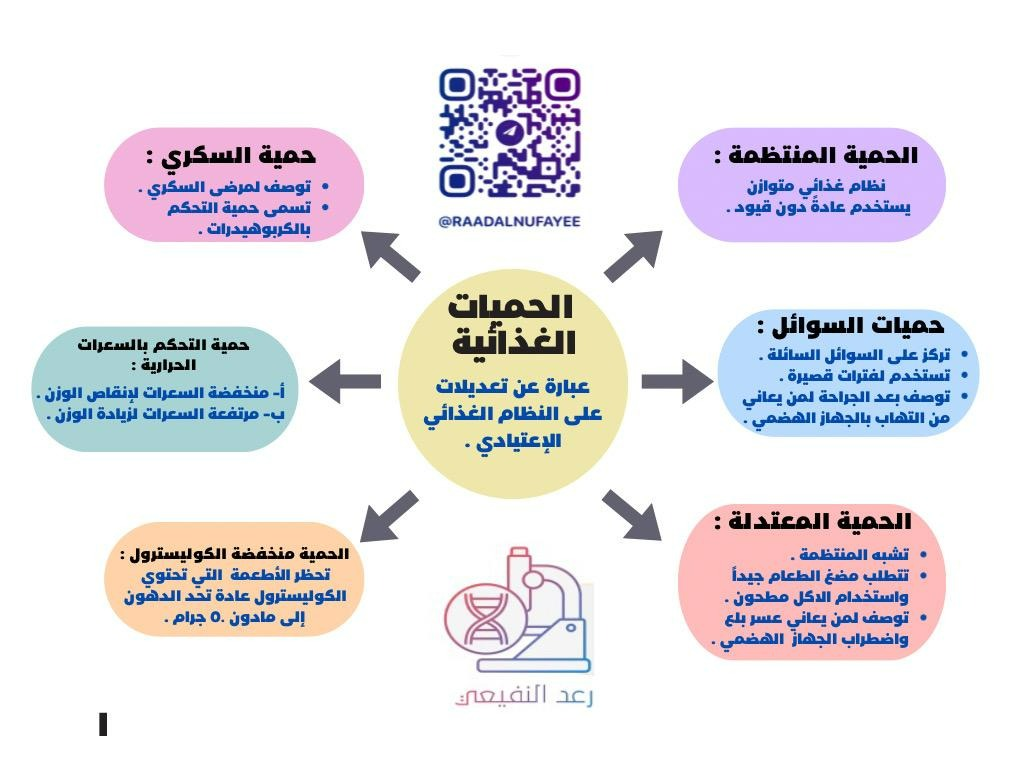 @RAADALNUFAYEE
الحميات
الغذائية
عبارة عن تعديلات
على النظام الغذائي
الإعتيادي .
الحمية المنتظمة :
نظام غذائي متوازن
يستخدم عادةً دون قيود .
حميات السوائل :
• تركز على السوائل السائلة .
• تستخدم لفترات قصيرة .
• توصف بعد الجراحة لمن يعاني
من التهاب بالجهاز الهضمي .
الحمية المعتدلة :
• تشبه المنتظمة .
• تتطلب مضغ الطعام جيداً
واستخدام الاكل مطحون .
• توصف لمن يعاني عسر بلع
واضطراب الجهاز الهضمي .
حمية السكري :
• توصف لمرضى السكري .
• تسمى حمية التحكم
بالكربوهيدرات .
حمية التحكم بالسعرات
الحرارية :
أ- منخفضة السعرات لإنقاص الوزن .
ب- مرتفعة السعرات لزيادة الوزن .
الحمية منخفضة الكوليسترول :
تحظر الأطعمة التي تحتوي
الكوليسترول عادة تحد الدهون
إلى مادون ٥٠ جرام .
رعد النفيعي